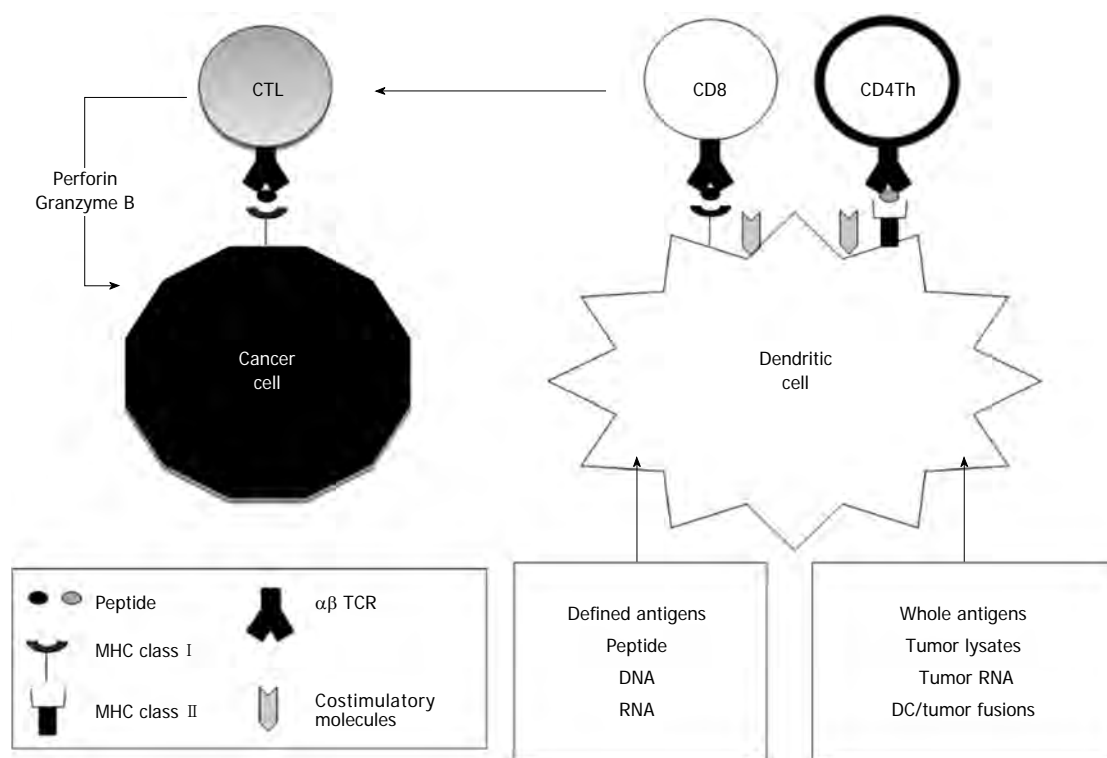 CTL
CD8
CD4Th
Perforin
Granzyme B
Cancer
cell
Dendritic
cell
Peptide
MHC class Ⅰ
MHC class Ⅱ
αβ TCR
Costimulatory
molecules
Defined antigens
Peptide
DNA
RNA
Whole antigens
Tumor lysates
Tumor RNA
DC/tumor fusions